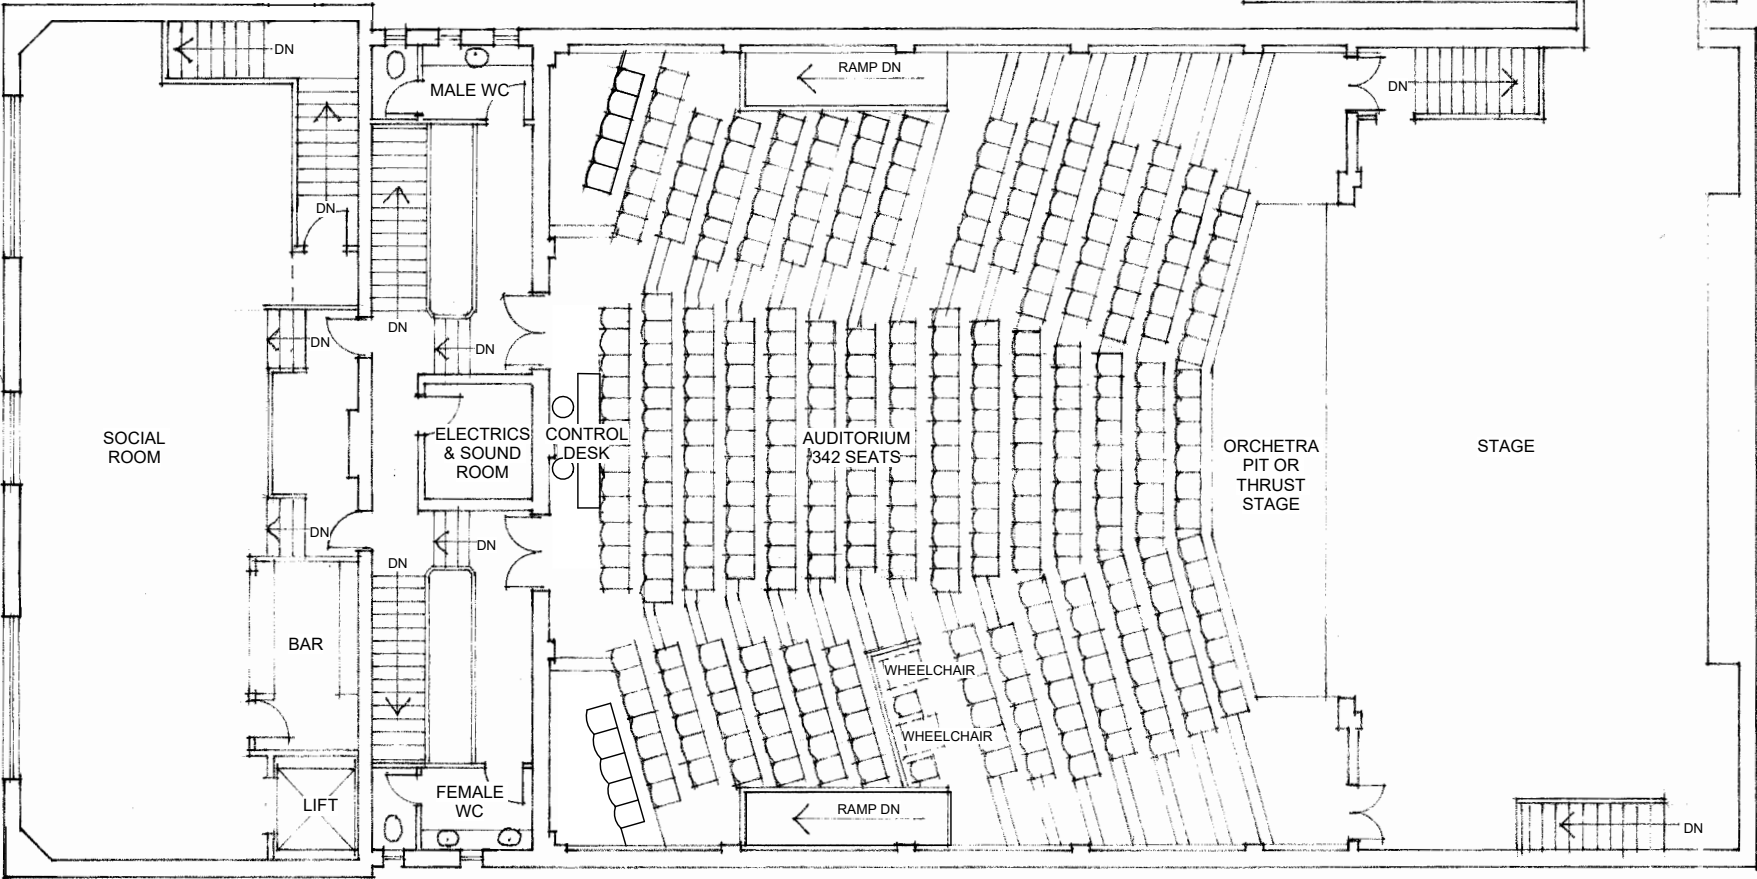 DN
RAMP DN
DN
MALE WC
DN
DN
DN
DN
SOCIAL
ROOM
ELECTRICS
& SOUND
ROOM
CONTROL
DESK
AUDITORIUM
342 SEATS
ORCHETRA
PIT OR
THRUST
STAGE
STAGE
DN
DN
DN
BAR
WHEELCHAIR
WHEELCHAIR
LIFT
FEMALE
WC
RAMP DN
DN